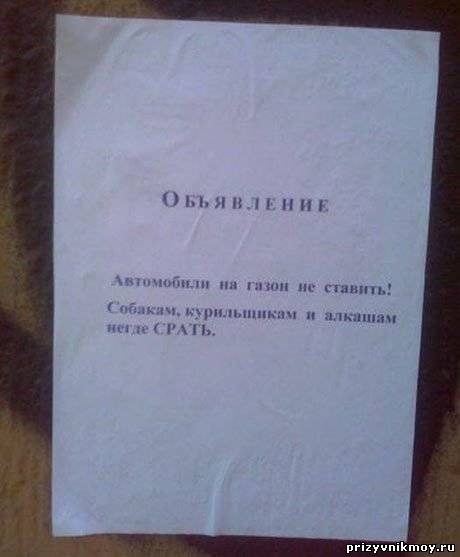 ОБЪЯВЛЕНИЕ
Автомобили на газон не ставить!
Собакам, курильщикам и алкашам
негде СРАТЬ.
prizyvnikmoy.ru